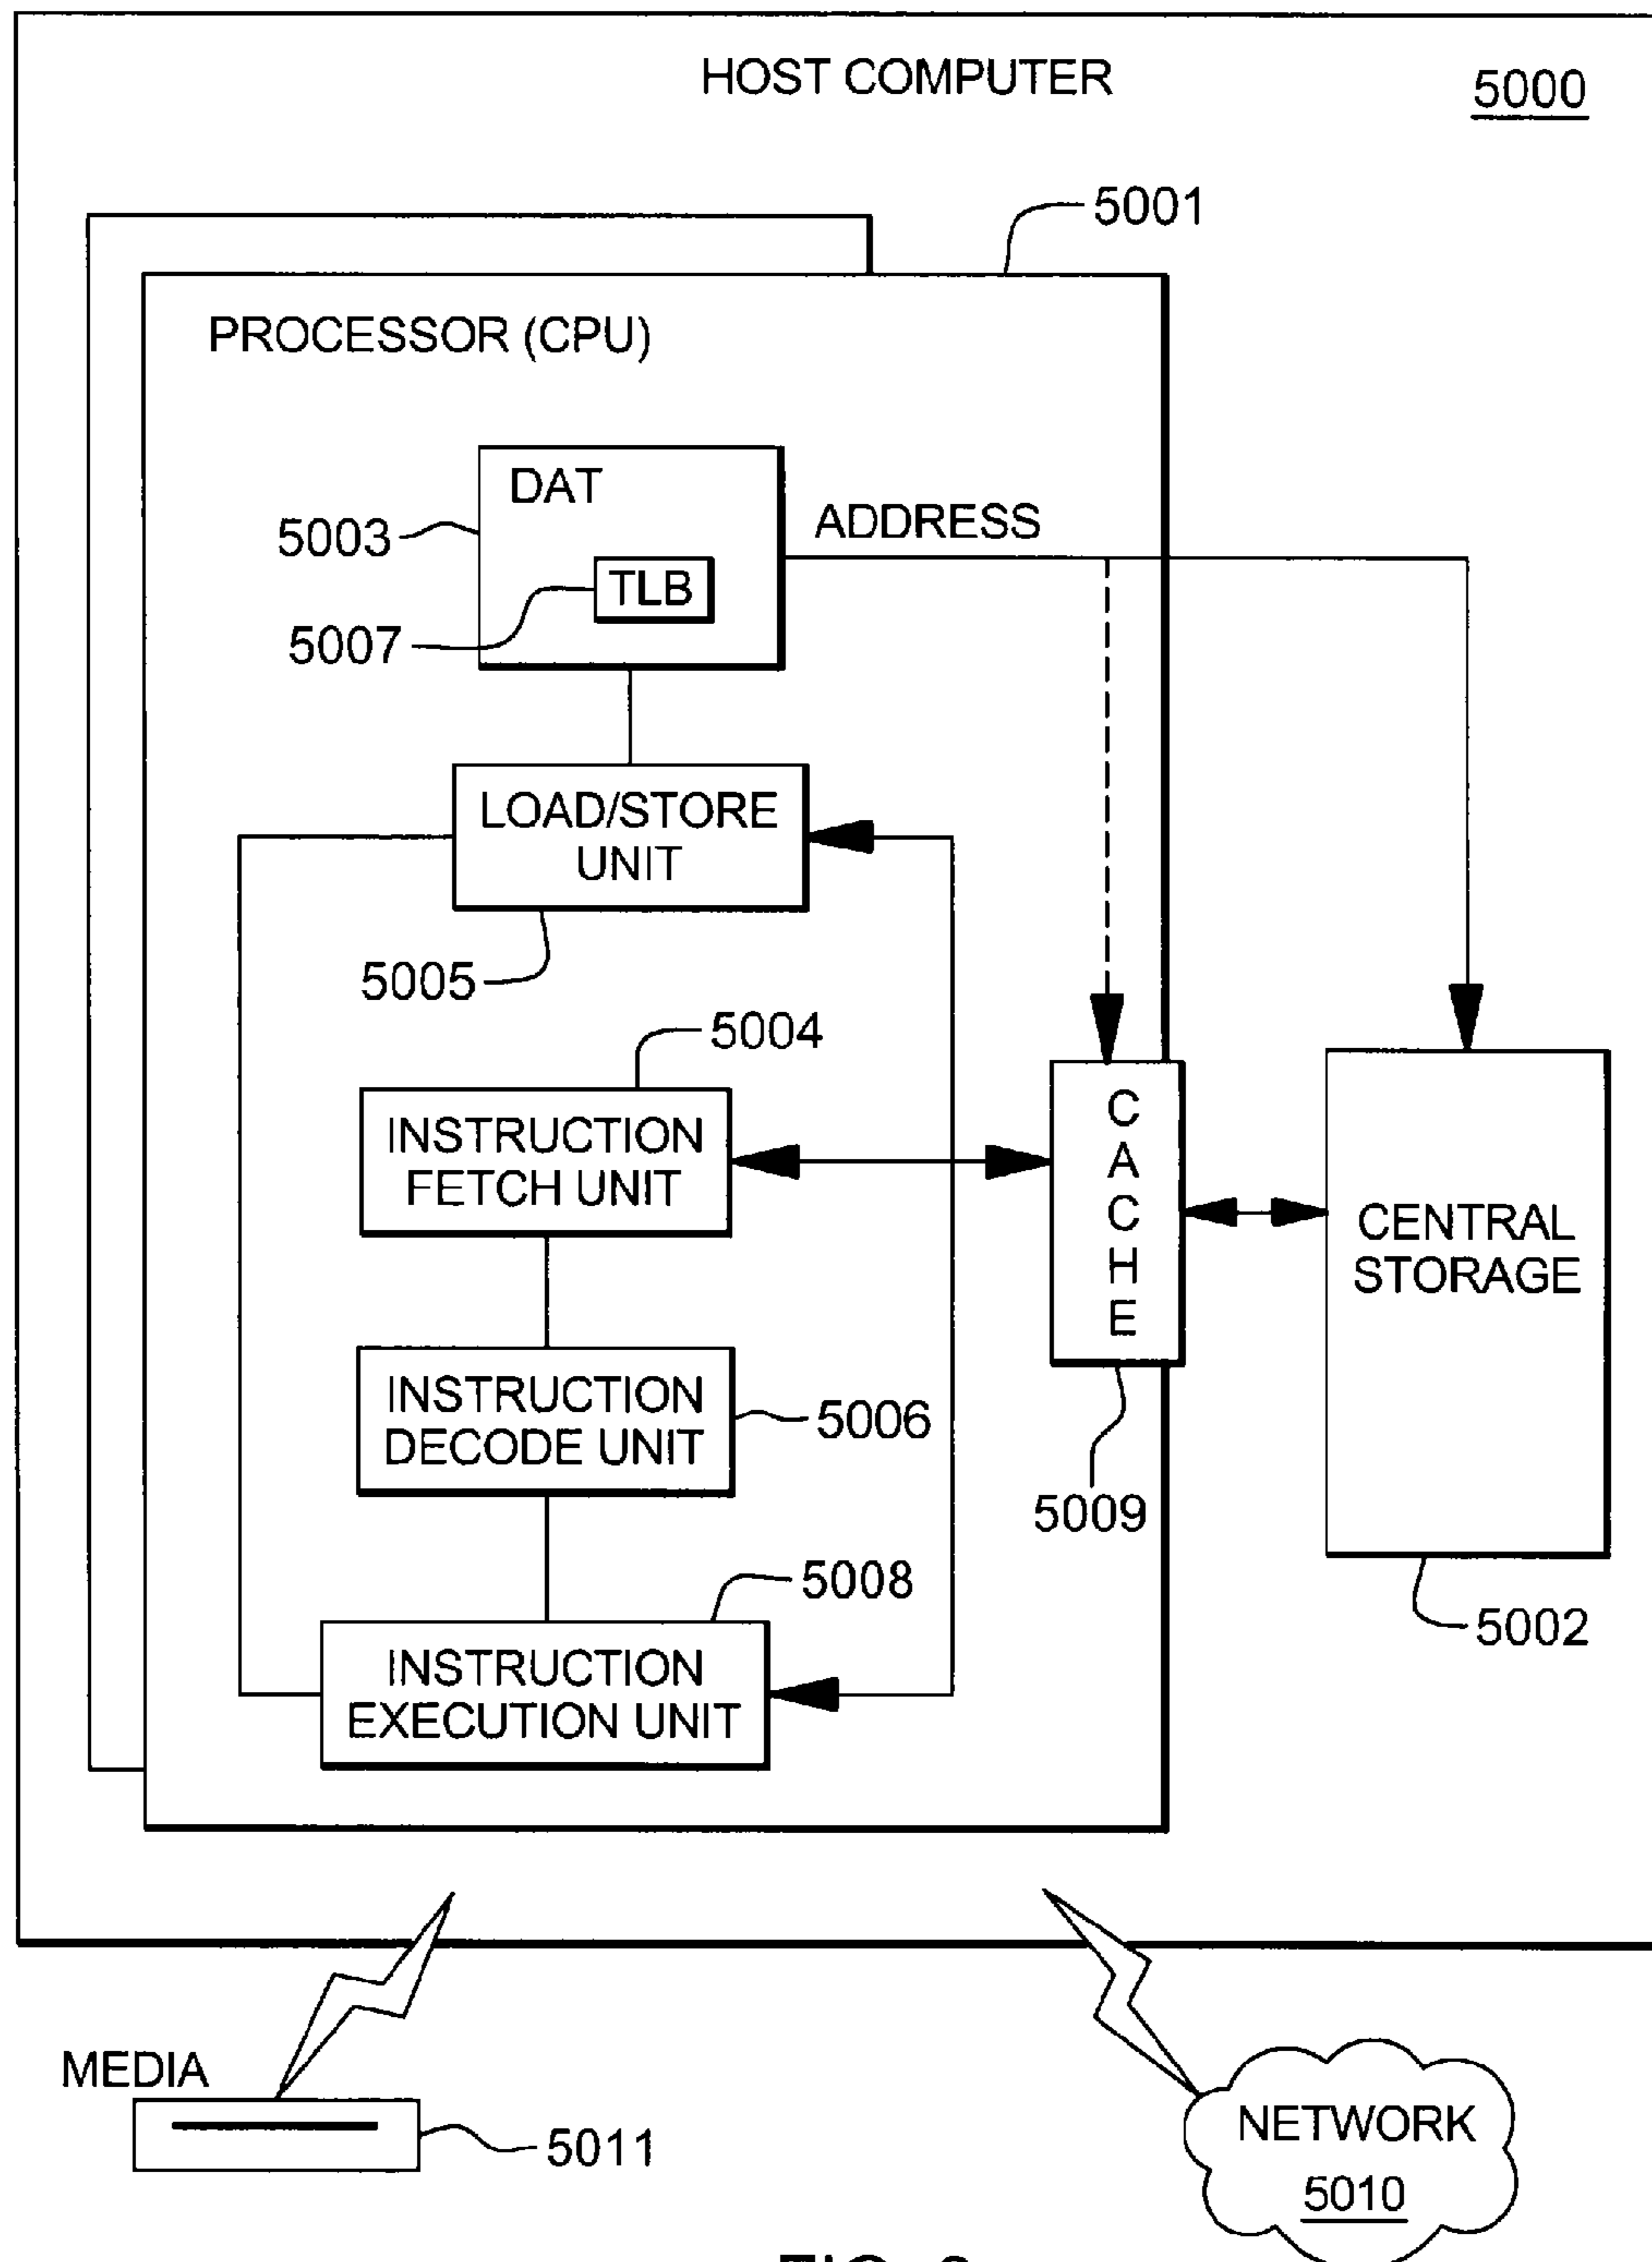 HOST COMPUTER
5000
5001
PROCESSOR (CPU)
DAT
5003
ADDRESS
TLB
5007
LOAD/STORE
UNIT
5005
5004
INSTRUCTION
FETCH UNIT
CACHE
CENTRAL
STORAGE
INSTRUCTION
DECODE UNIT
5006
5009
5008
INSTRUCTION
EXECUTION UNIT
5002
MEDIA
5011
NETWORK
5010